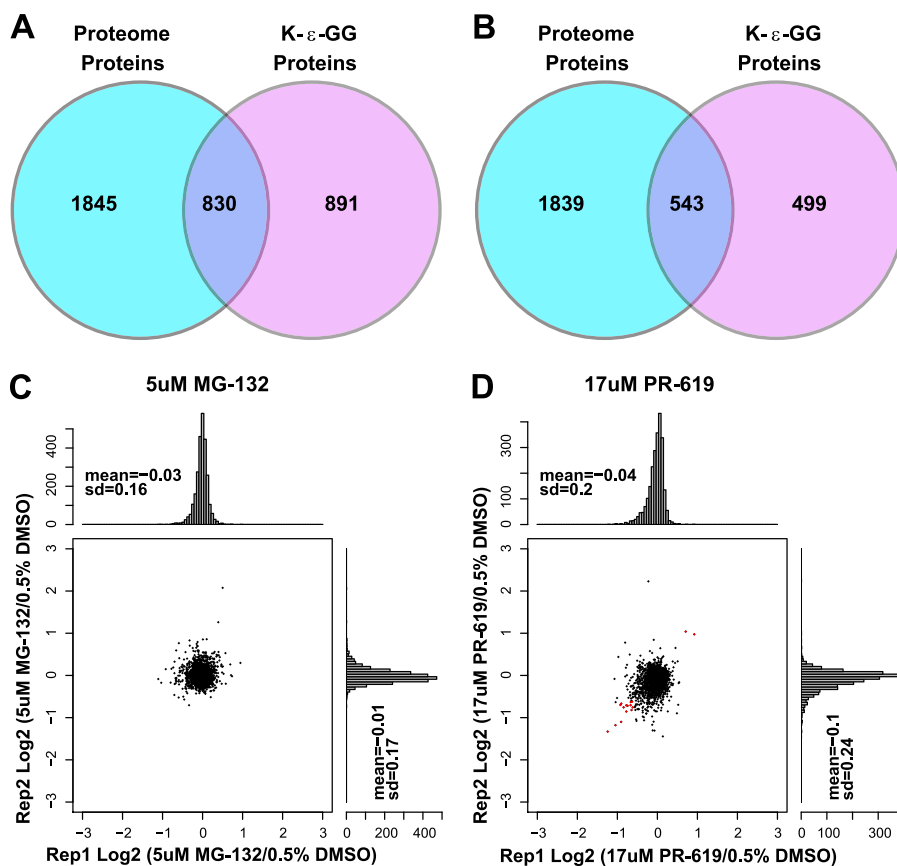 A
Proteome
Proteins
K- ε-GG
Proteins
1845
830
891
B
Proteome
Proteins
K- ε-GG
Proteins
1839
543
499
C
5uM MG-132
0 200 400
mean=−0.03
sd=0.16
3
2
1
0
−1
−2
−3
Rep2 Log2 (5uM MG-132/0.5% DMSO)
−3 −2 −1 0 1 2 3
Rep1 Log2 (5uM MG-132/0.5% DMSO)
mean=−0.01
sd=0.17
0 200 400
D
17uM PR-619
0 100 300
mean=−0.04
sd=0.2
3
2
1
0
−1
−2
−3
Rep2 Log2 (17uM PR-619/0.5% DMSO)
−3 −2 −1 0 1 2 3
Rep1 Log2 (17uM PR-619/0.5% DMSO)
mean=−0.1
sd=0.24
0 100 300